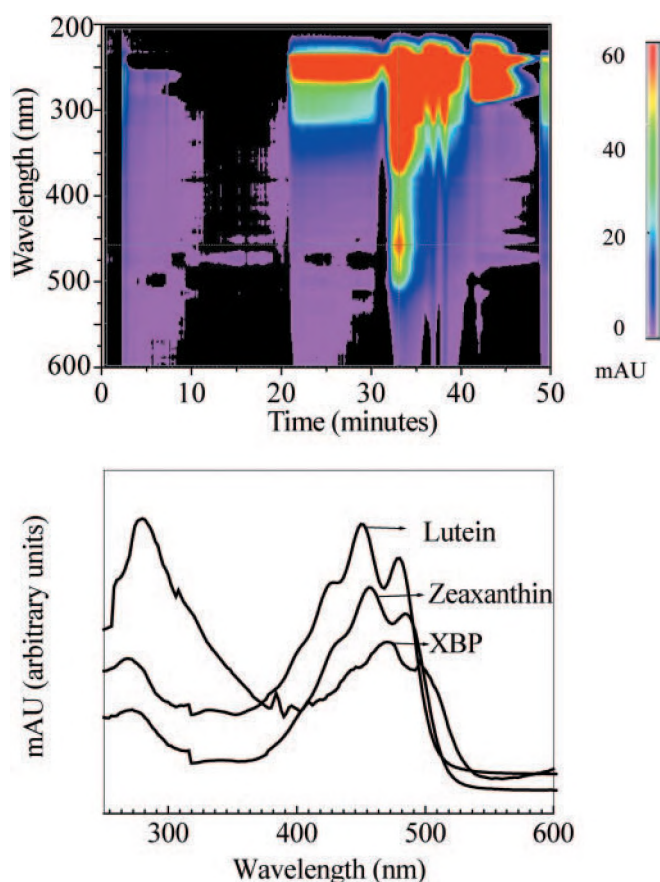 200
300
400
500
600
Wavelength (nm)
0
10
20
30
40
50
Time (minutes)
60
40
20
0
mAU
mAU (arbitrary units)
Lutein
Zeaxanthin
XBP
300
400
500
600
Wavelength (nm)